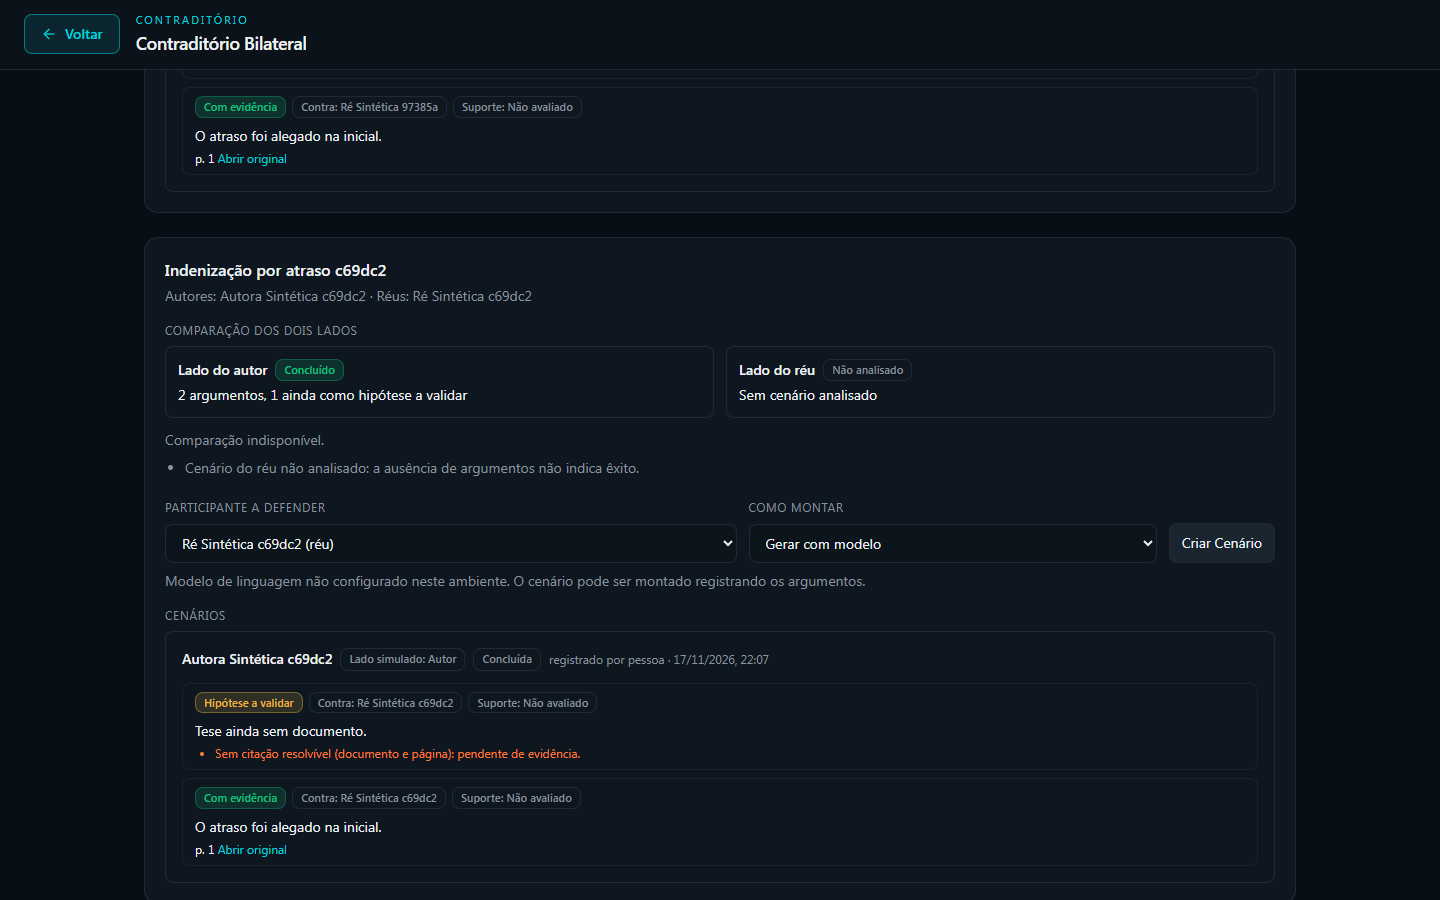 Voltar
CONTRADITÓRIO
Contraditório Bilateral
Com evidência Contra: Ré Sintética 97385a Suporte: Não avaliado
O atraso foi alegado na inicial.
p. 1 Abrir original
Indenização por atraso c69dc2
Autores: Autora Sintética c69dc2 · Réus: Ré Sintética c69dc2
COMPARAÇÃO DOS DOIS LADOS
Lado do autor Concluído
2 argumentos, 1 ainda como hipótese a validar
Lado do réu Não analisado
Sem cenário analisado
Comparação indisponível.
Cenário do réu não analisado: a ausência de argumentos não indica êxito.
PARTICIPANTE A DEFENDER
Ré Sintética c69dc2 (réu)
COMO MONTAR
Gerar com modelo
Criar Cenário
Modelo de linguagem não configurado neste ambiente. O cenário pode ser montado registrando os argumentos.
CENÁRIOS
Autora Sintética c69dc2 Lado simulado: Autor Concluída registrado por pessoa · 17/11/2026, 22:07
Hipótese a validar Contra: Ré Sintética c69dc2 Suporte: Não avaliado
Tese ainda sem documento.
Sem citação resolvível (documento e página): pendente de evidência.
Com evidência Contra: Ré Sintética c69dc2 Suporte: Não avaliado
O atraso foi alegado na inicial.
p. 1 Abrir original